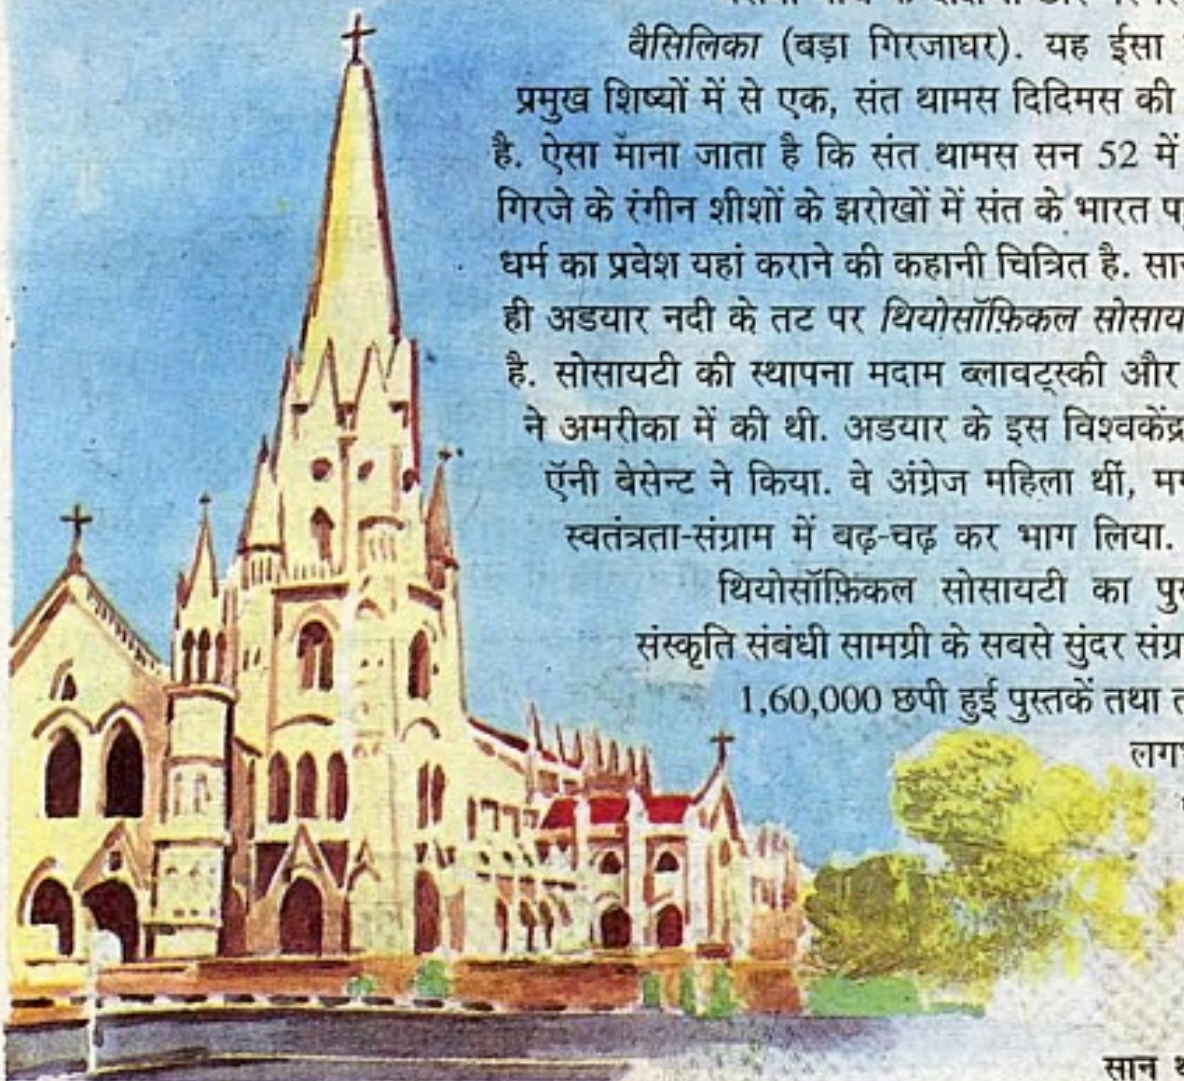 बैसिलिका (बड़ा गिरजाघर). यह ईसा
प्रमुख शिष्यों में से एक, संत थामस दिदिमस की
है. ऐसा माना जाता है कि संत थामस सन 52 में
गिरजे के रंगीन शीशों के झरोखों में संत के भारत
धर्म का प्रवेश यहां कराने की कहानी चित्रित है.
ही अडयार नदी के तट पर थियोसॉफ़िकल सोसाय
है. सोसायटी की स्थापना मदाम ब्लावट्स्की और
ने अमरीका में की थी. अडयार के इस विश्वकेंद्र
ऍनी बेसेन्ट ने किया. वे अंग्रेज महिला थीं,
स्वतंत्रता-संग्राम में बढ़-चढ़ कर भाग लिया.
थियोसॉफ़िकल सोसायटी का
संस्कृति संबंधी सामग्री के सबसे सुंदर
1,60,000 छपी हुई पुस्तकें तथा
सान